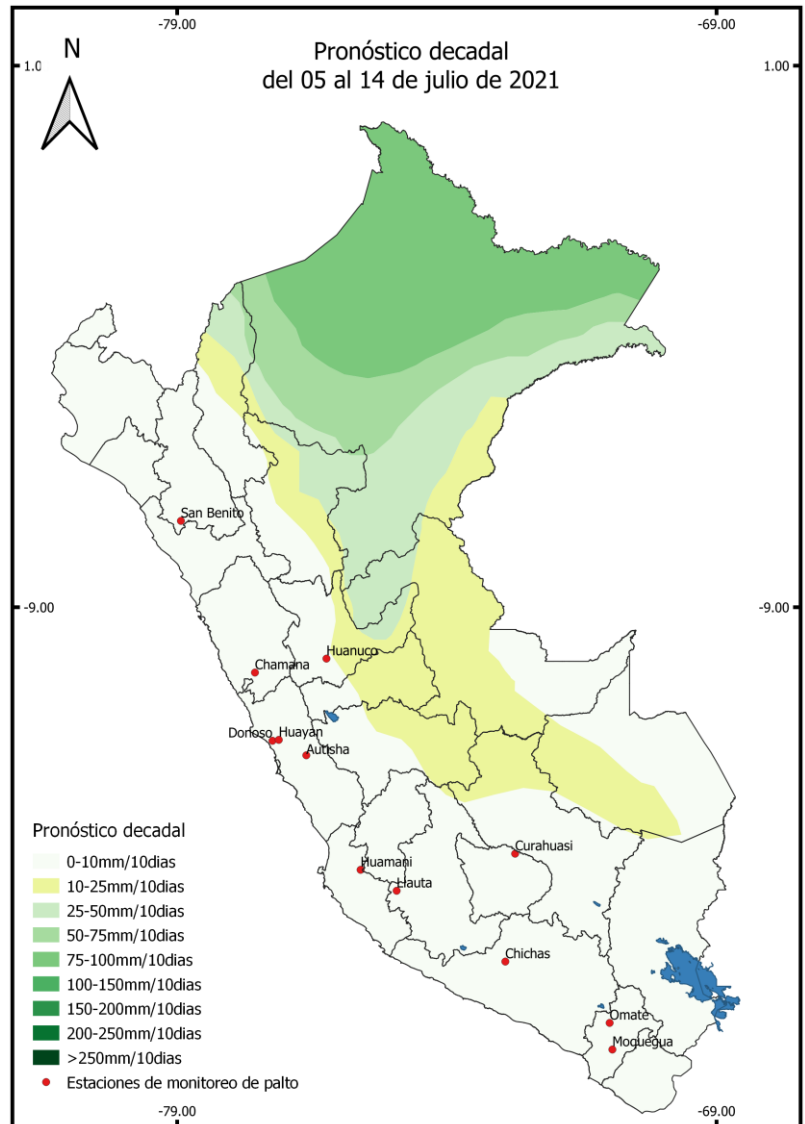 -79.00
-69.00
N
Pronóstico decadal
del 05 al 14 de julio de 2021
1.0
1.00
San Benito
-9.00
-9.00
Huanuco
Chamana
Donoso
Huayan
Autisha
Pronóstico decadal
0-10mm/10dias
10-25mm/10dias
25-50mm/10dias
50-75mm/10dias
75-100mm/10dias
100-150mm/10dias
150-200mm/10dias
200-250mm/10dias
>250mm/10dias
Estaciones de monitoreo de palto
Curahuasi
Huamani
Hauta
Chichas
Omate
Moquegua
-79.00
-69.00